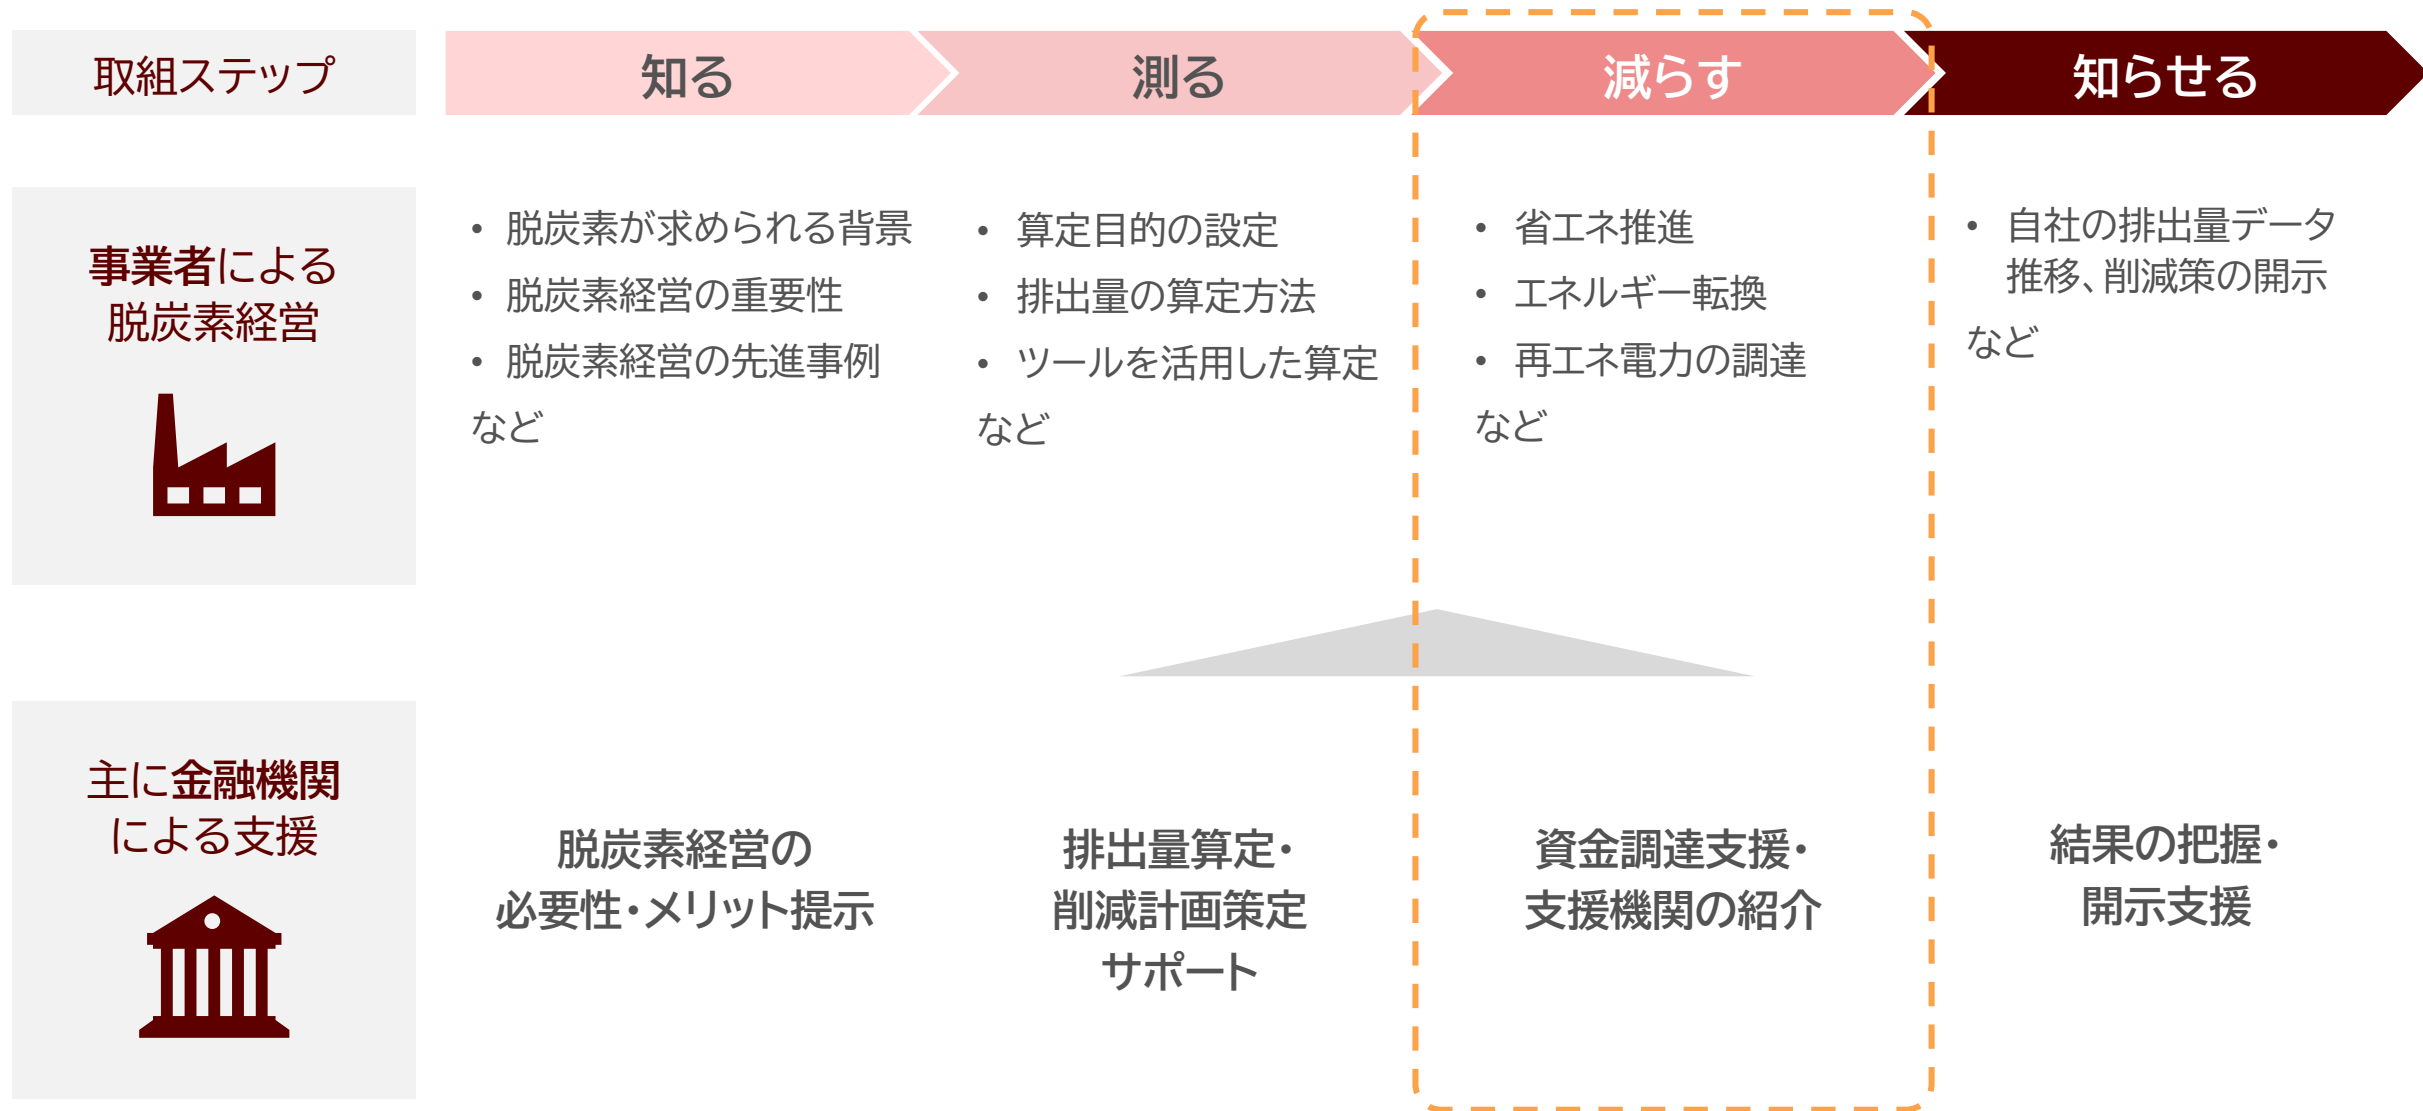 取組ステップ
知る
測る
減らす
知らせる
事業者による
脱炭素経営
• 脱炭素が求められる背景
• 脱炭素経営の重要性
• 脱炭素経営の先進事例
など
• 算定目的の設定
• 排出量の算定方法
• ツールを活用した算定
など
• 省エネ推進
• エネルギー転換
• 再エネ電力の調達
など
• 自社の排出量データ
推移、削減策の開示
など
主に金融機関
による支援
脱炭素経営の
必要性・メリット提示
排出量算定・
削減計画策定
サポート
資金調達支援・
支援機関の紹介
結果の把握・
開示支援